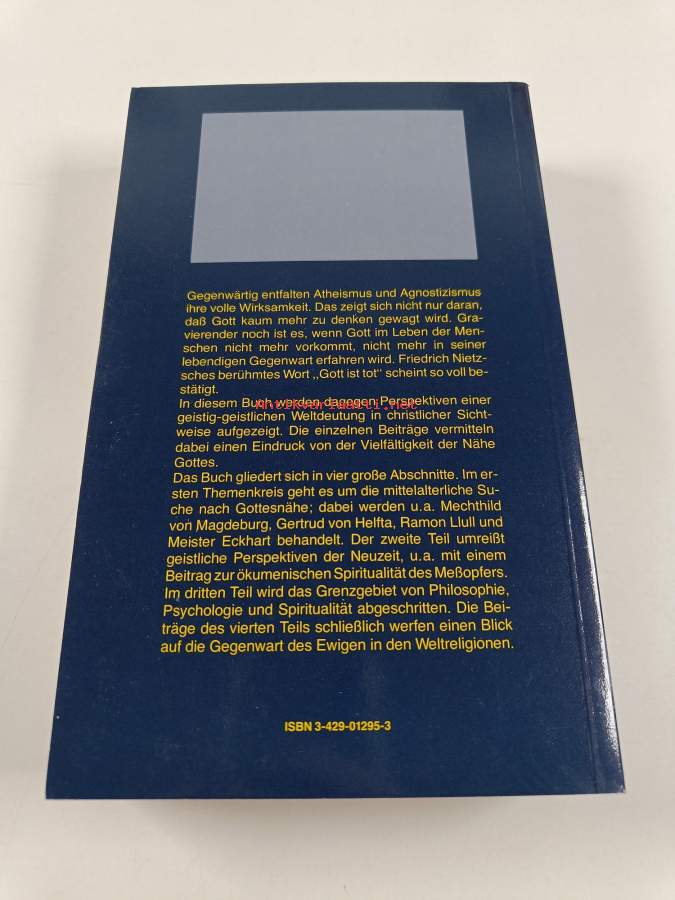 Gegenwärtig entfalten Atheismus und Agnostizismus
ihre volle Wirksamkeit. Das zeigt sich nicht nur daran,
daß Gott kaum mehr zu denken gewagt wird. Gra-
vierender noch ist es, wenn Gott im Leben der Men-
schen nicht mehr vorkommt, nicht mehr in seiner
lebendigen Gegenwart erfahren wird. Friedrich Nietz-
sches berühmtes Wort „Gott ist tot“ scheint so voll be-
stätigt.
In diesem Buch werden dagegen Perspektiven einer
antikvariaatti.net
geistig-geistlichen Weltdeutung in christlicher Sicht-
weise aufgezeigt. Die einzelnen Beiträge vermitteln
dabei einen Eindruck von der Vielfältigkeit der Nähe
Gottes.
Das Buch gliedert sich in vier große Abschnitte. Im er-
sten Themenkreis geht es um die mittelalterliche Su-
che nach Gottesnähe; dabei werden u.a. Mechthild
von Magdeburg, Gertrud von Helfta, Ramon Llull und
Meister Eckhart behandelt. Der zweite Teil umreißt
geistliche Perspektiven der Neuzeit, u.a. mit einem
Beitrag zur ökumenischen Spiritualität des Meßopfers.
Im dritten Teil wird das Grenzgebiet von Philosophie,
Psychologie und Spiritualität abgeschritten. Die Bei-
träge des vierten Teils schließlich werfen einen Blick
auf die Gegenwart des Ewigen in den Weltreligionen.
ISBN 3-429-01295-3